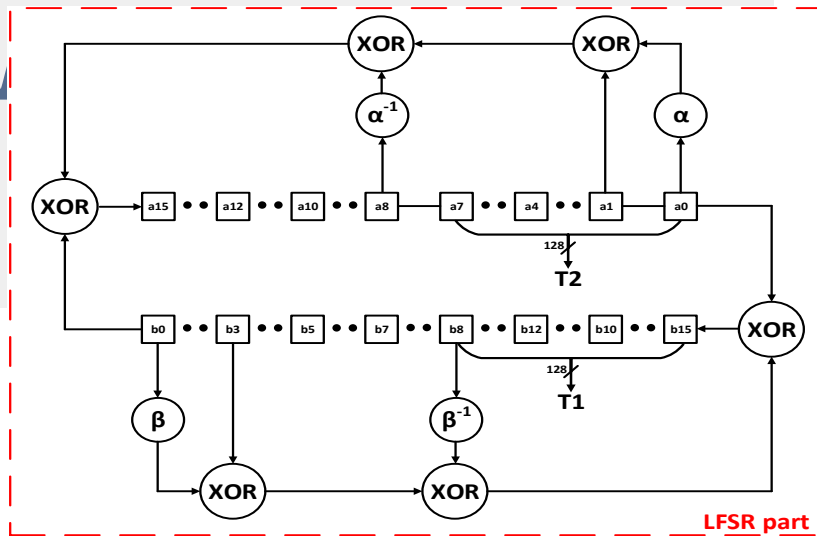 XOR XOR
α⁻¹ α
XOR a15 a12 a10 a8 a7 a4 a1 a0
128
T2
b0 b3 b5 b7 b8 b12 b10 b15 XOR
128
T1
β β⁻¹
XOR XOR
LFSR part